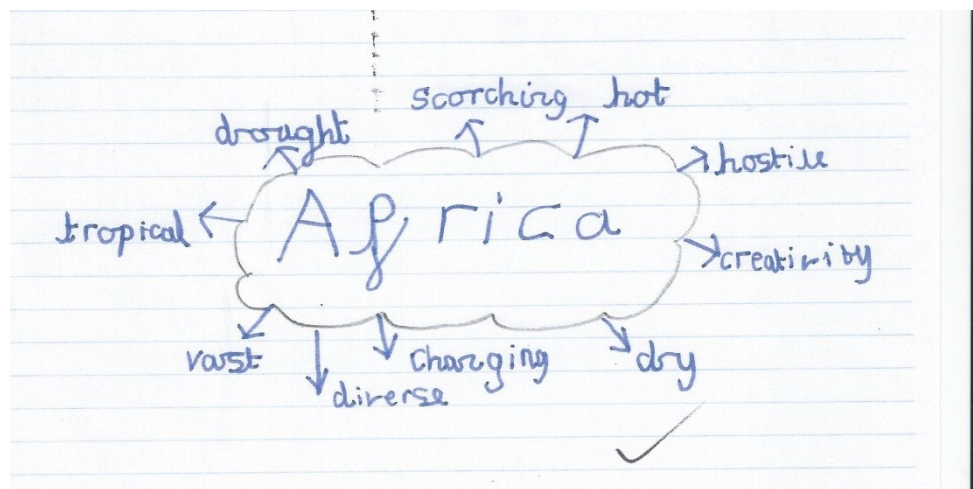 scorching hot
drought
hostile
Africa
tropical
creativity
vast
changing
dry
diverse